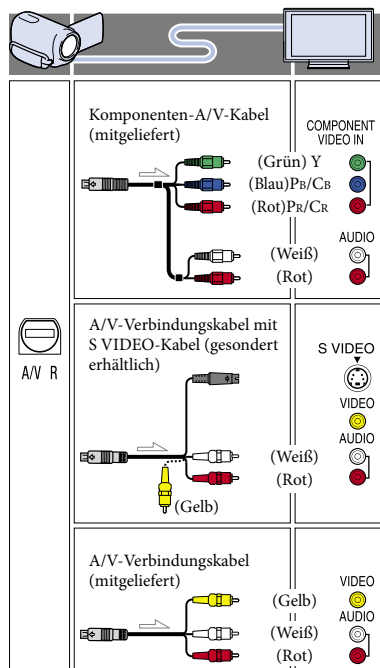 Komponenten-A/V-Kabel
(mitgeliefert)
COMPONENT
VIDEO IN
(Grün) Y
(Blau)PB/CB
(Rot)PR/CR
AUDIO
(Weiß)
(Rot)
A/V R
A/V-Verbindungskabel mit
S VIDEO-Kabel (gesondert
erhältlich)
S VIDEO
VIDEO
AUDIO
(Weiß)
(Rot)
(Gelb)
A/V-Verbindungskabel
(mitgeliefert)
VIDEO
(Gelb)
AUDIO
(Weiß)
(Rot)